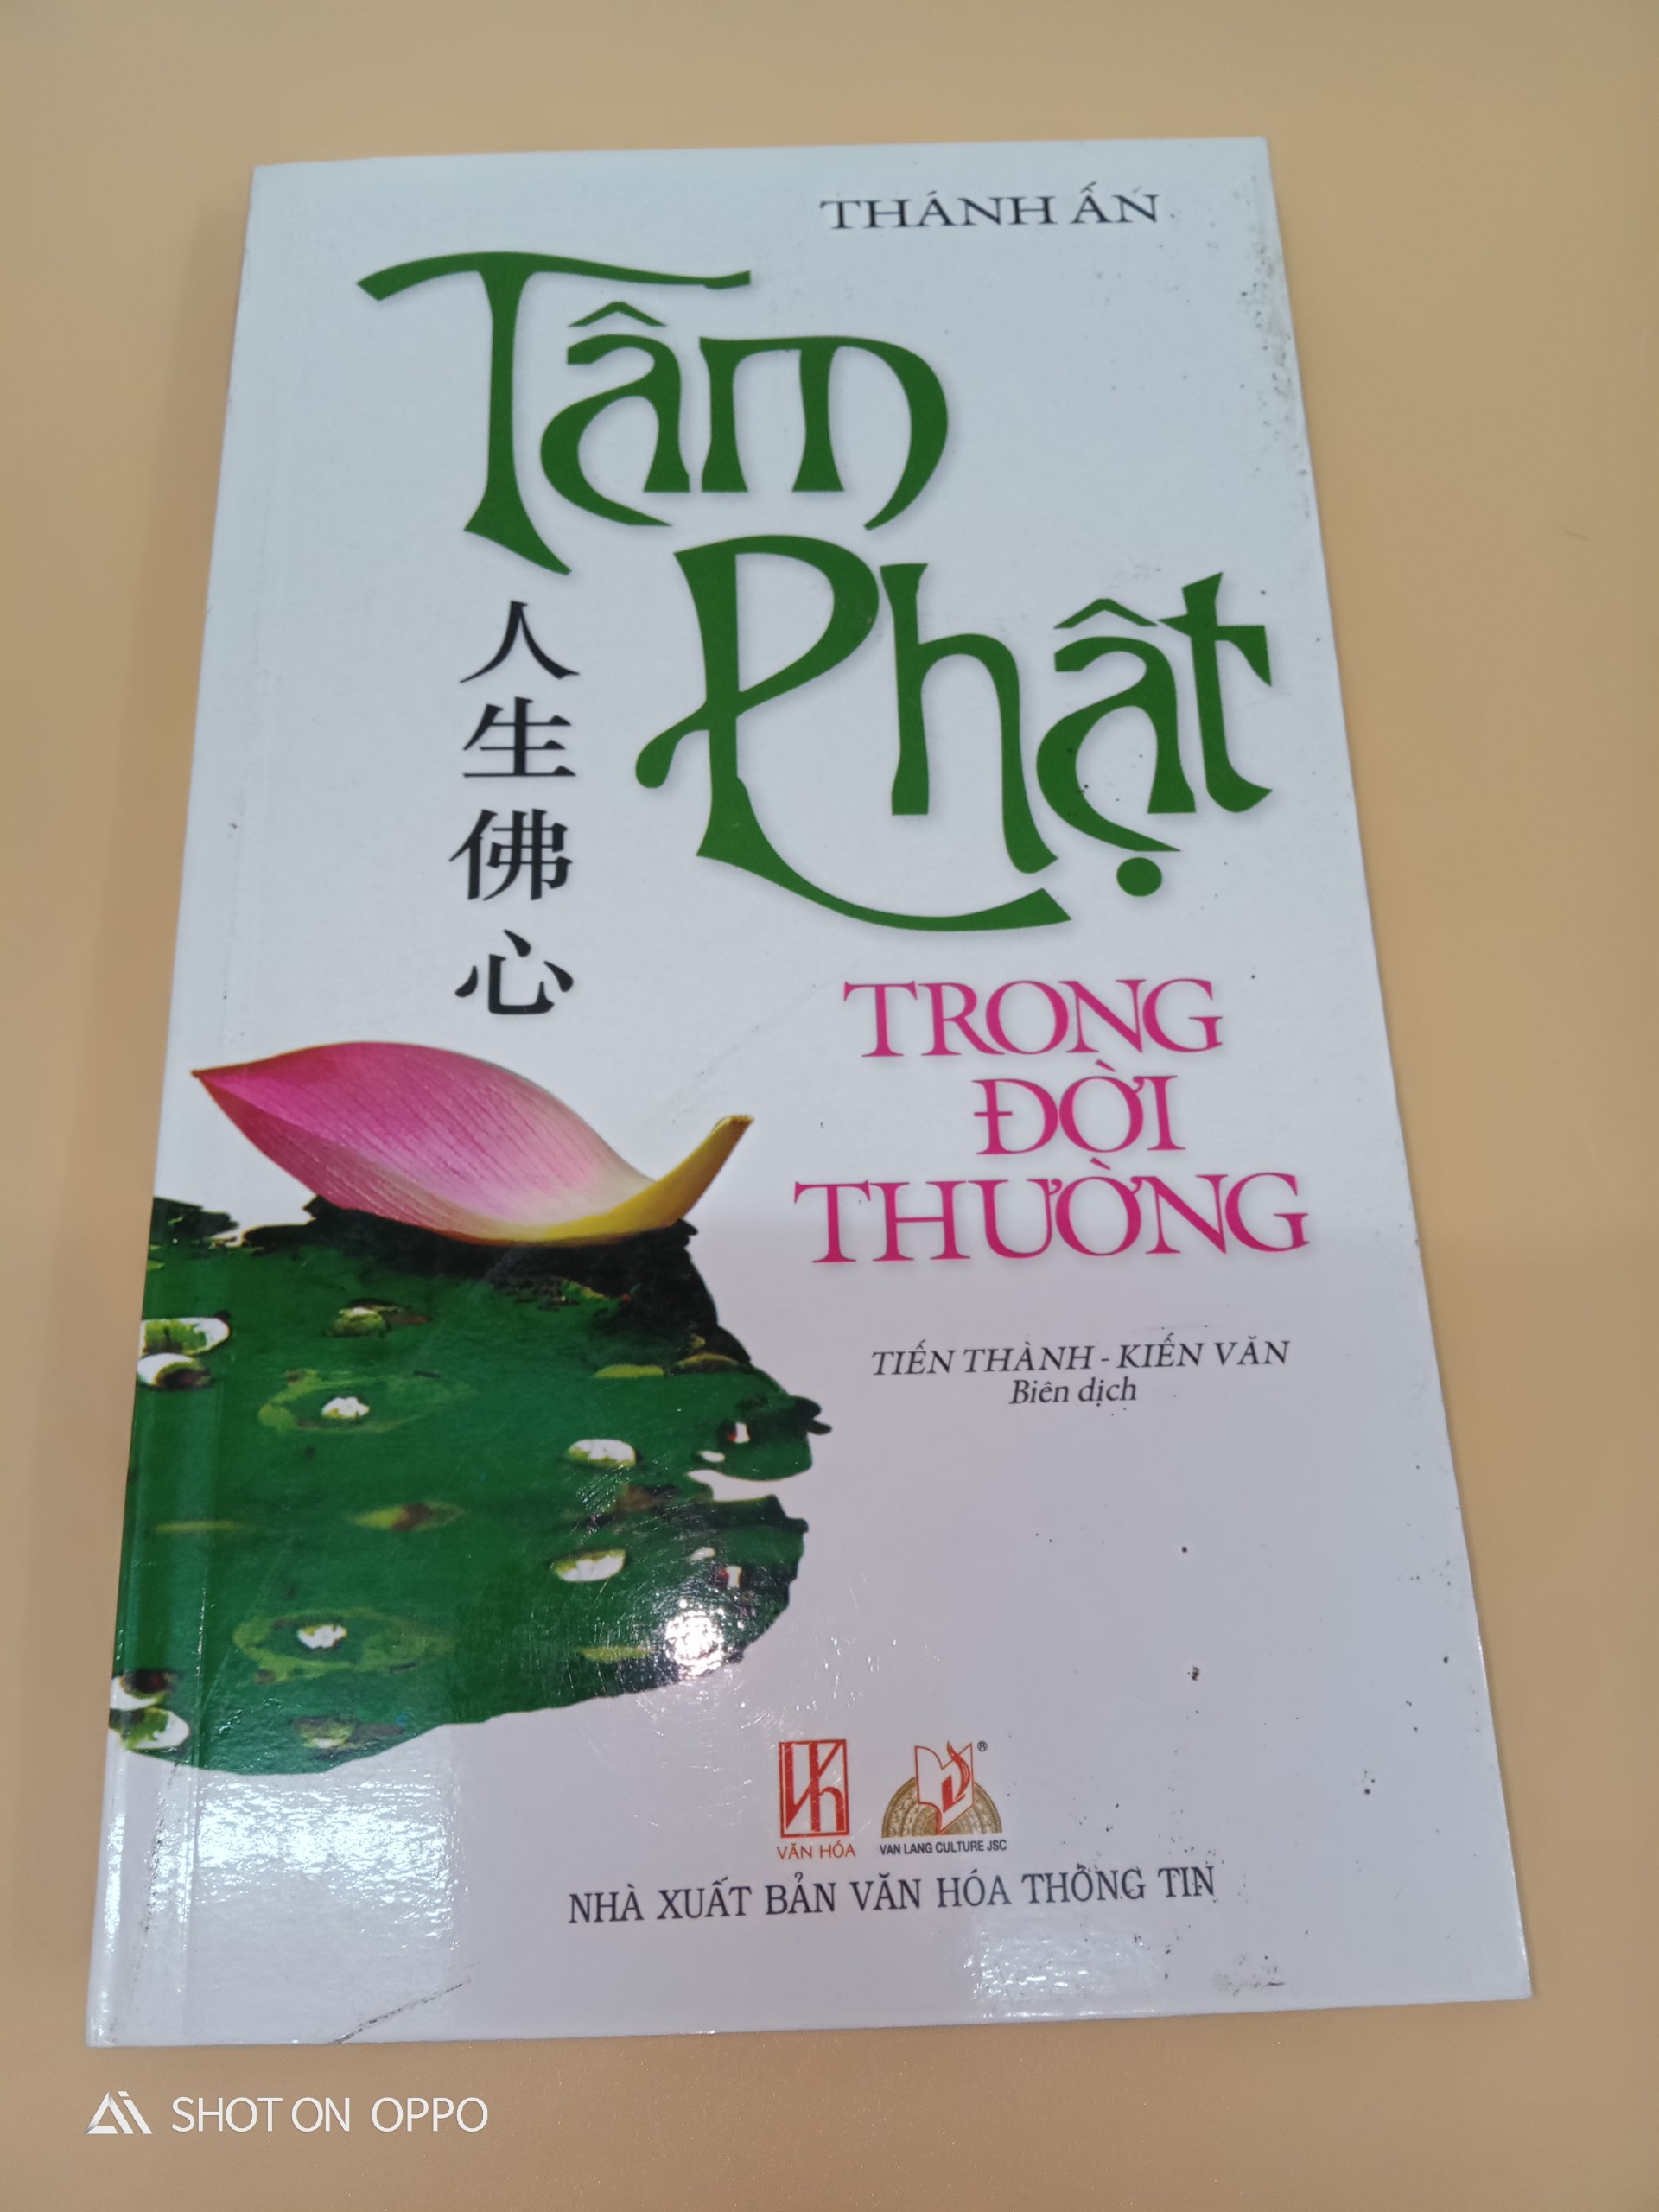 THÁNH ẤN
Tâm
Phật
人
生
佛
心
TRONG
ĐỜI
THƯỜNG
TIẾN THÀNH - KIẾN VĂN
Biên dịch
VĂN HÓA
VAN LANG CULTURE JSC
®
NHÀ XUẤT BẢN VĂN HÓA THÔNG TIN
SHOT ON OPPO